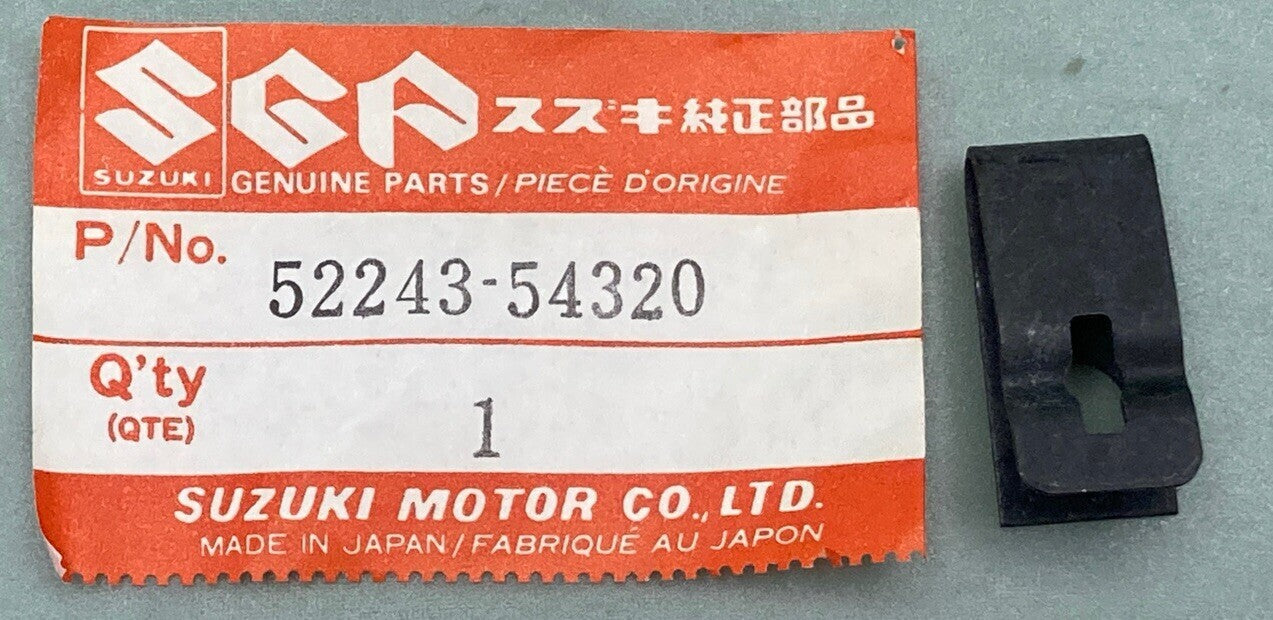 SGP スズキ純正部品
SUZUKI GENUINE PARTS/PIECÈ D'ORIGINE
P/No. 52243-54320
Q'ty
(QTE) 1
SUZUKI MOTOR CO., LTD.
MADE IN JAPAN/FABRIQUÉ AU JAPON